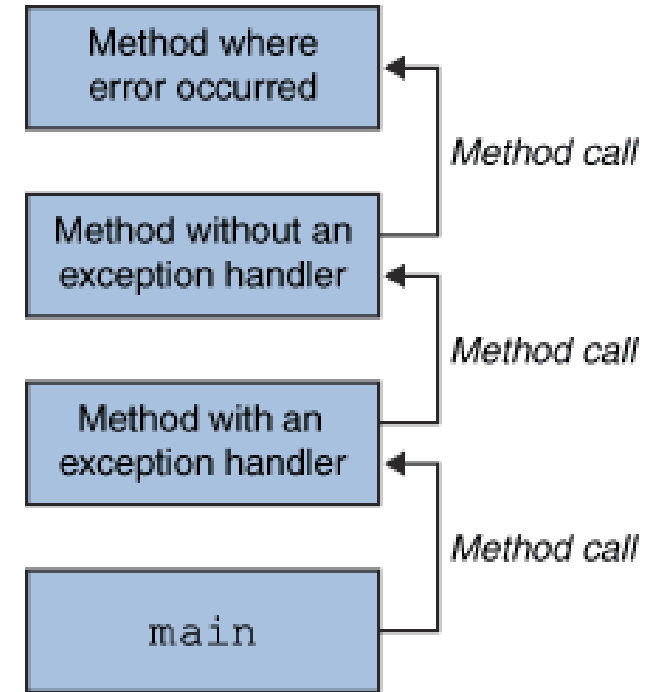 Method where
error occurred
Method call
Method without an
exception handler
Method call
Method with an
exception handler
Method call
main